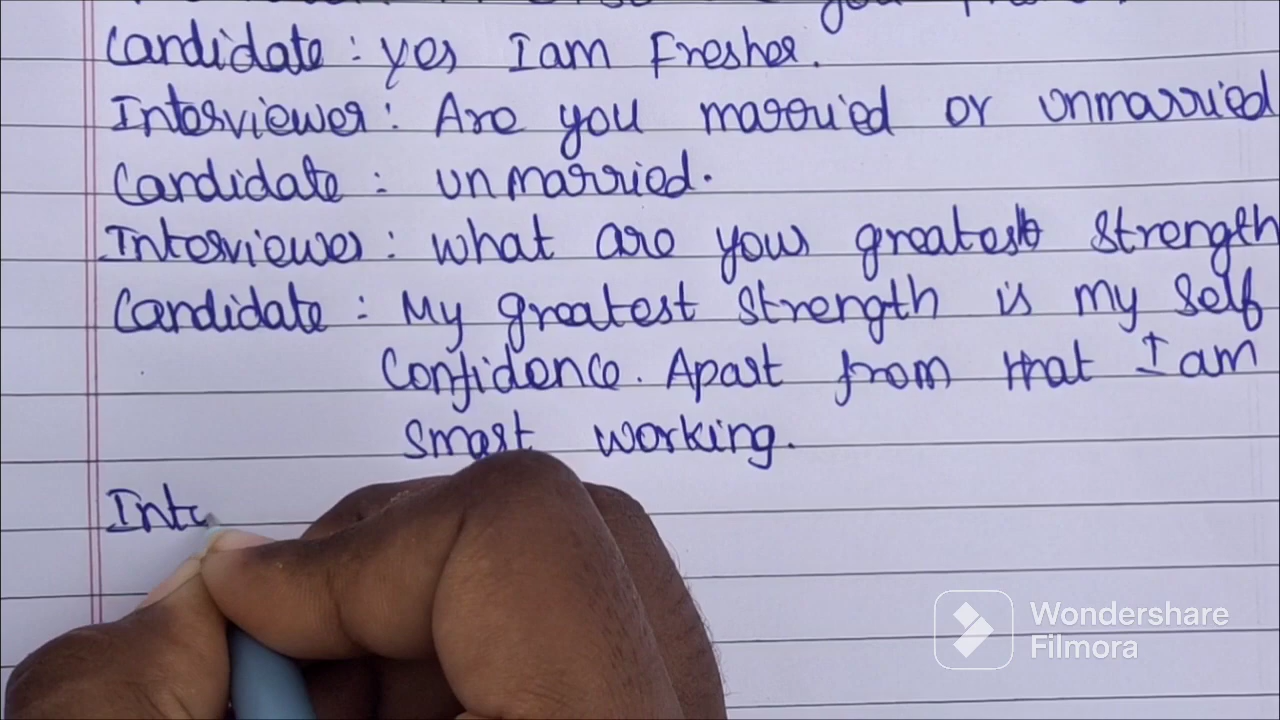 Candidate : yes I am Fresher.
Interviewer : Are you married or unmarried
Candidate : unmarried.
Interviewer : what are your greatest strength
Candidate : My greatest strength is my self
Confidence. Apart from that I am
Smart working.
Inte
Wondershare
Filmora